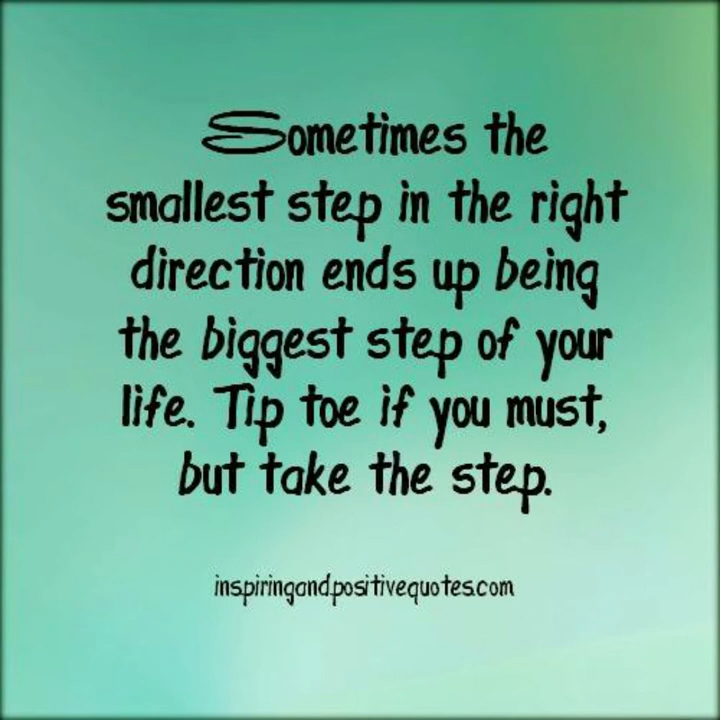 Sometimes the
smallest step in the right
direction ends up being
the biggest step of your
life. Tip toe if you must,
but take the step.
inspiringandpositivequotes.com